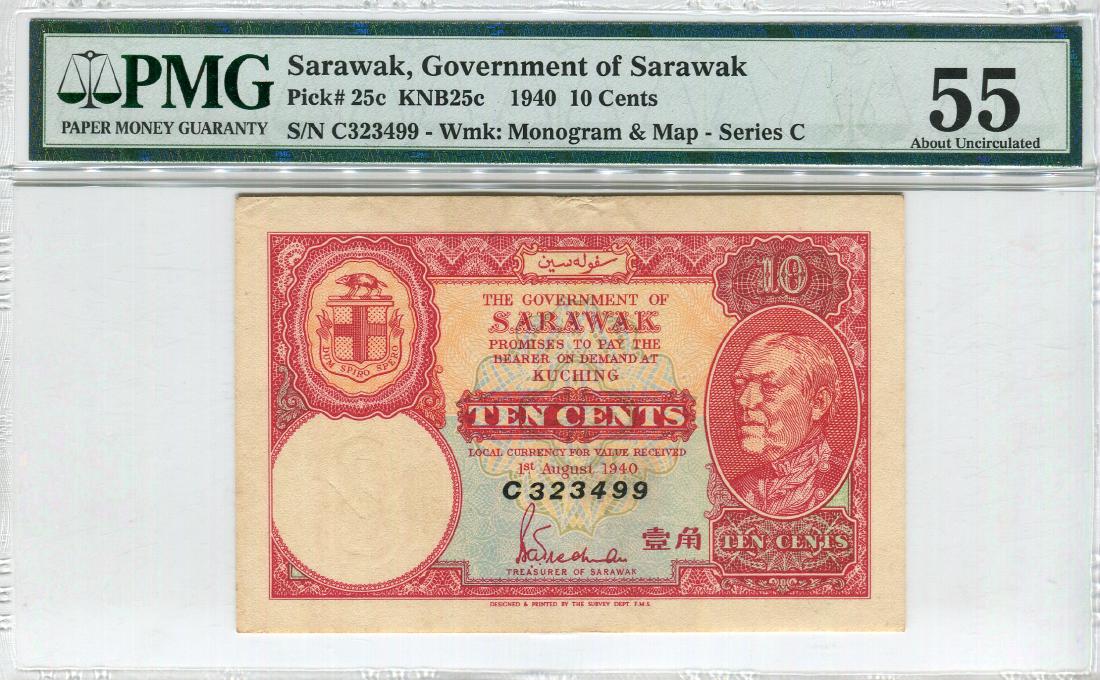 PMG
PAPER MONEY GUARANTY
Sarawak, Government of Sarawak
Pick# 25c KNB25c 1940 10 Cents
S/N C323499 - Wmk: Monogram & Map - Series C
55
About Uncirculated
سفوله سين
10
THE GOVERNMENT OF
SARAWAK
PROMISES TO PAY THE
BEARER ON DEMAND AT
KUCHING
DUM SPIRO SPERO
TEN CENTS
LOCAL CURRENCY FOR VALUE RECEIVED
1st August 1940
C323499
壹角
TEN CENTS
TREASURER OF SARAWAK
DESIGNED & PRINTED BY THE SURVEY DEPT. F.M.S.